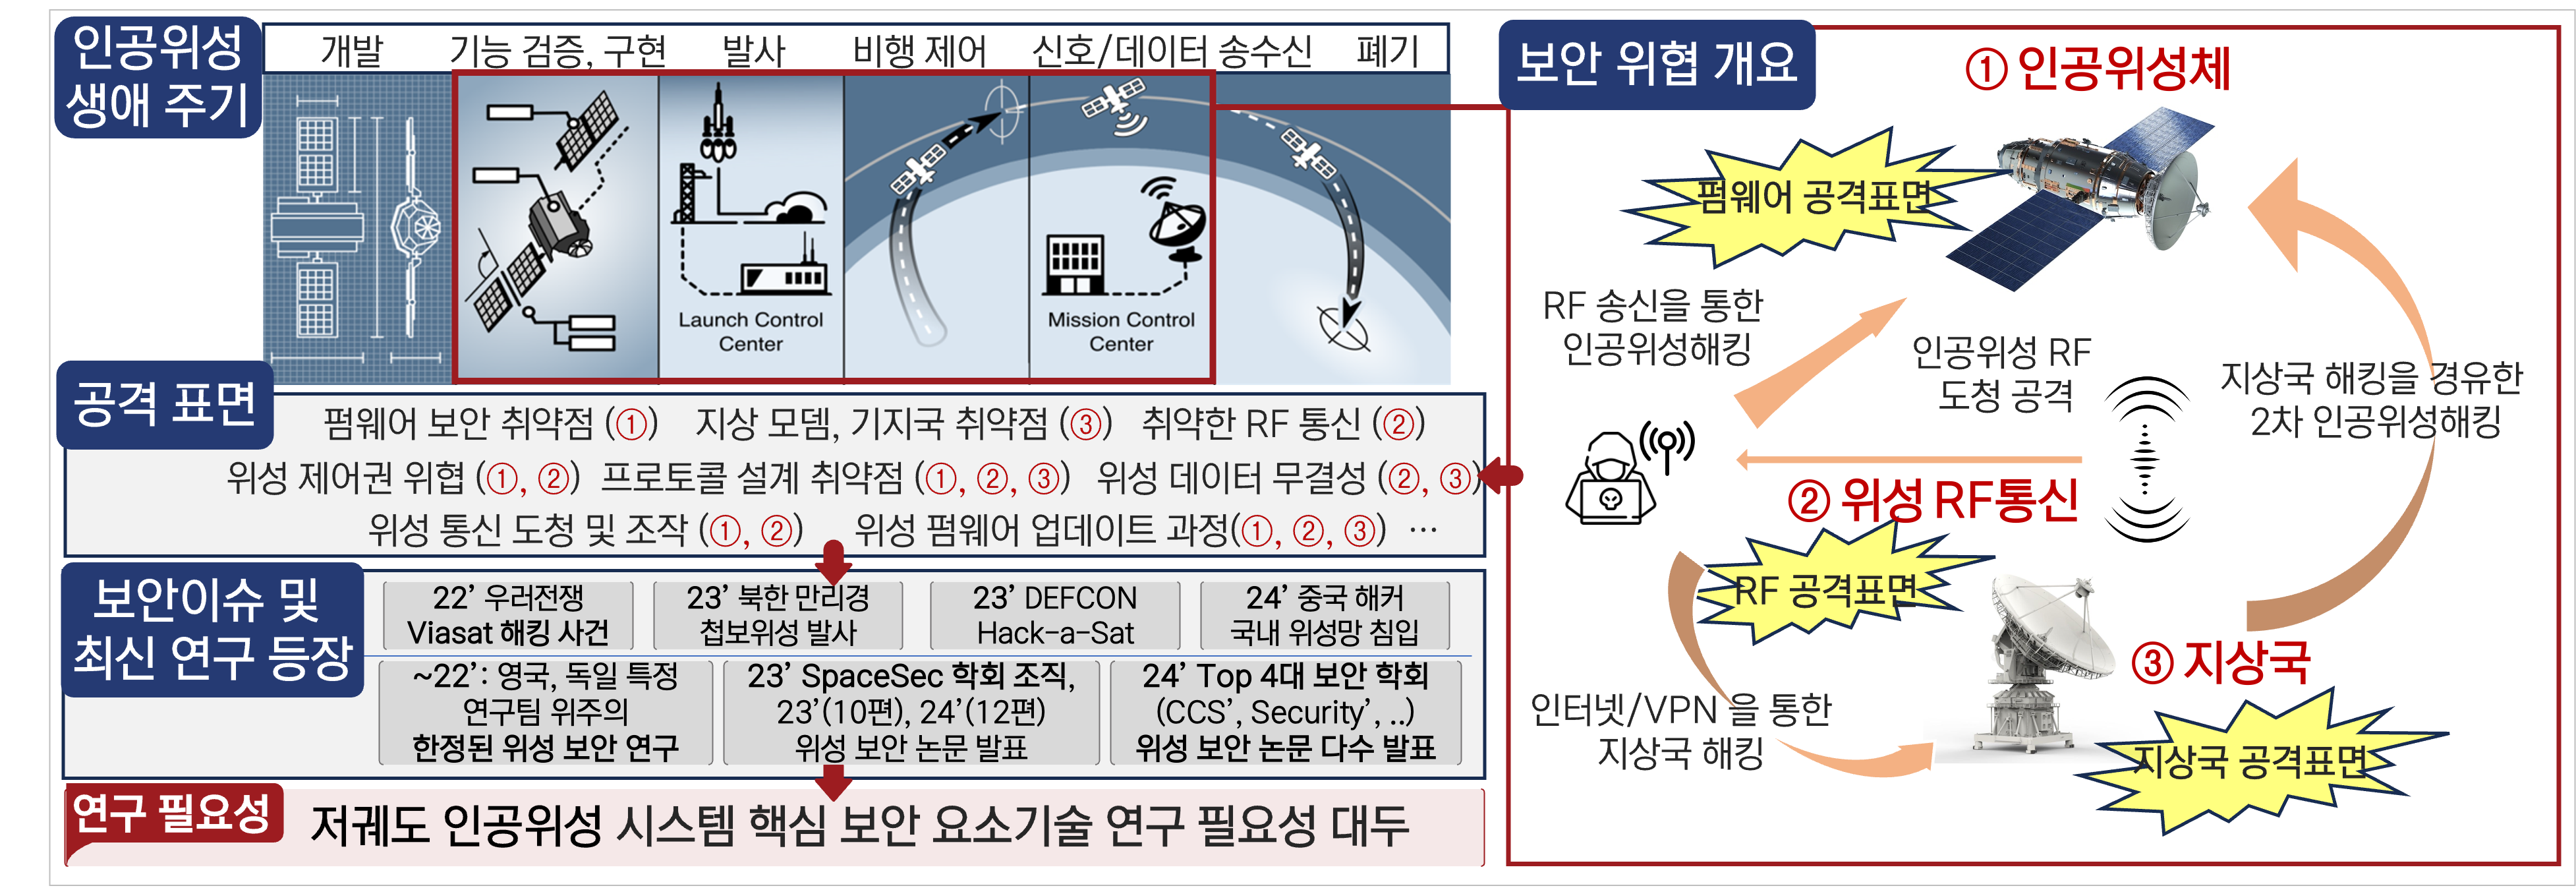 인공위성
생애 주기
개발 기능 검증, 구현 발사 비행 제어 신호/데이터 송수신 폐기
Launch Control
Center
Mission Control
Center
공격 표면
펌웨어 보안 취약점 (①) 지상 모뎀, 기지국 취약점 (③) 취약한 RF 통신 (②)
위성 제어권 위협 (①, ②) 프로토콜 설계 취약점 (①, ②, ③) 위성 데이터 무결성 (②, ③)
위성 통신 도청 및 조작 (①, ②) 위성 펌웨어 업데이트 과정(①, ②, ③) ···
보안이슈 및
최신 연구 등장
22’ 우러전쟁
Viasat 해킹 사건
23’ 북한 만리경
첩보위성 발사
23’ DEFCON
Hack-a-Sat
24’ 중국 해커
국내 위성망 침입
~22’: 영국, 독일 특정
연구팀 위주의
한정된 위성 보안 연구
23’ SpaceSec 학회 조직,
23’(10편), 24’(12편)
위성 보안 논문 발표
24’ Top 4대 보안 학회
(CCS’, Security’, ..)
위성 보안 논문 다수 발표
연구 필요성
저궤도 인공위성 시스템 핵심 보안 요소기술 연구 필요성 대두
보안 위협 개요
① 인공위성체
펌웨어 공격표면
RF 송신을 통한
인공위성해킹
인공위성 RF
도청 공격
지상국 해킹을 경유한
2차 인공위성해킹
② 위성 RF통신
RF 공격표면
③ 지상국
인터넷/VPN 을 통한
지상국 해킹
지상국 공격표면